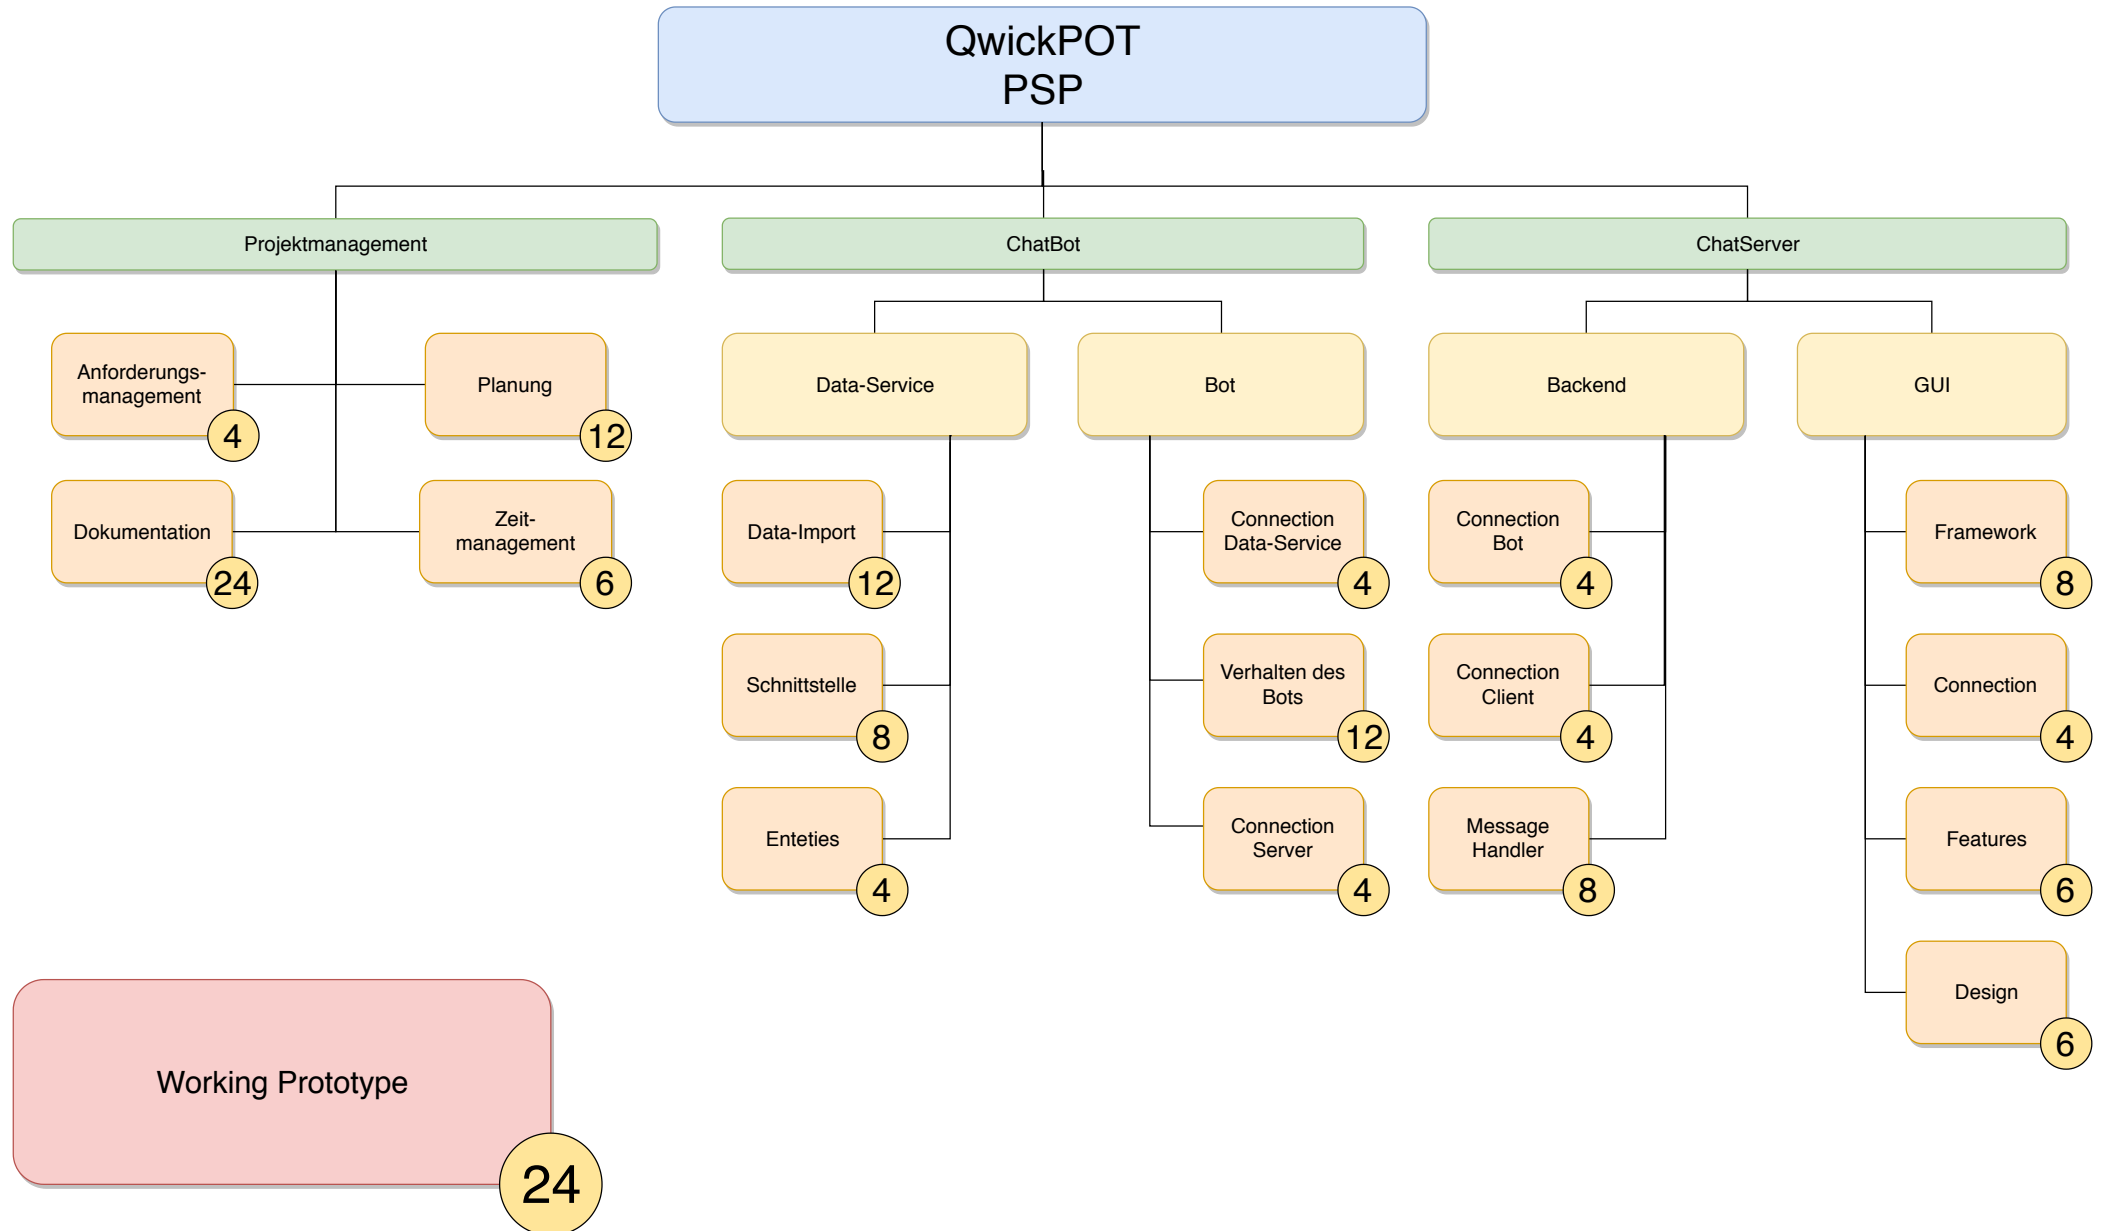 QwickPOT
PSP
Projektmanagement
ChatBot
ChatServer
Anforderungs-
management
4
Planung
12
Dokumentation
24
Zeit-
management
6
Data-Service
Bot
Backend
GUI
Data-Import
12
Schnittstelle
8
Enteties
4
Connection
Data-Service
4
Verhalten des
Bots
12
Connection
Server
4
Connection
Bot
4
Connection
Client
4
Message
Handler
8
Framework
8
Connection
4
Features
6
Design
6
Working Prototype
24